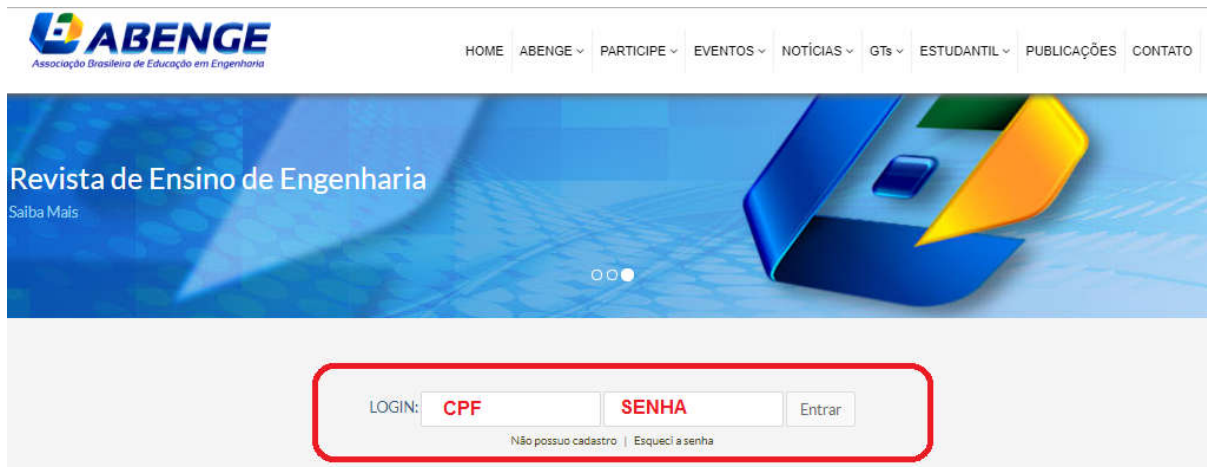 ABENGE
Associação Brasileira de Educação em Engenharia
HOME ABENGE PARTICIPE EVENTOS NOTÍCIAS GTs ESTUDANTIL PUBLICAÇÕES CONTATO
Revista de Ensino de Engenharia
Saiba Mais
LOGIN: CPF SENHA Entrar
Não possuo cadastro | Esqueci a senha